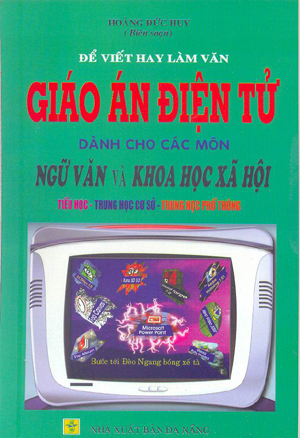 HOÀNG ĐỨC HUY
(Biên soạn)
ĐỂ VIẾT HAY LÀM VĂN
GIÁO ÁN ĐIỆN TỬ
DÀNH CHO CÁC MÔN
NGỮ VĂN VÀ KHOA HỌC XÃ HỘI
TIỂU HỌC - TRUNG HỌC CƠ SỞ - TRUNG HỌC PHỔ THÔNG
Microsoft
Power Point
Bước tới Đèo Ngang bóng xế tà
NHÀ XUẤT BẢN ĐÀ NẴNG